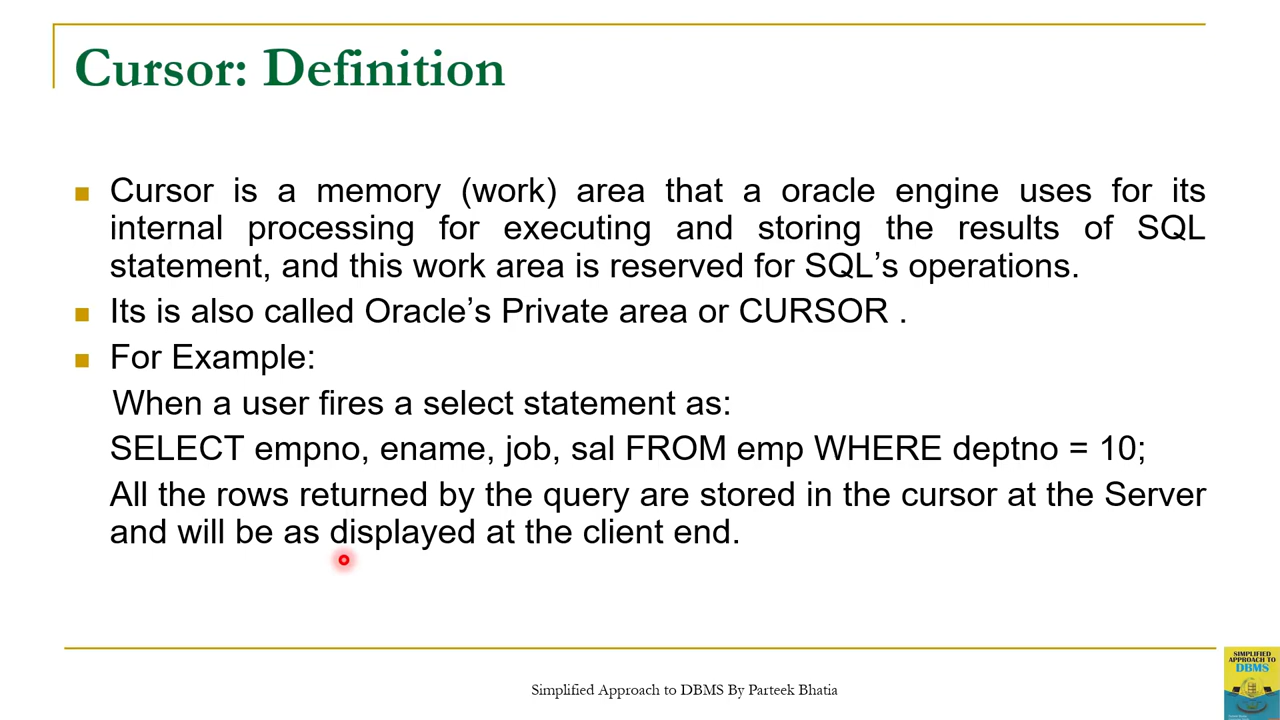 Cursor: Definition
Cursor is a memory (work) area that a oracle engine uses for its
internal processing for executing and storing the results of SQL
statement, and this work area is reserved for SQL’s operations.
Its is also called Oracle’s Private area or CURSOR .
For Example:
When a user fires a select statement as:
SELECT empno, ename, job, sal FROM emp WHERE deptno = 10;
All the rows returned by the query are stored in the cursor at the Server
and will be as displayed at the client end.
Simplified Approach to DBMS By Parteek Bhatia
SIMPLIFIED
APPROACH TO
DBMS